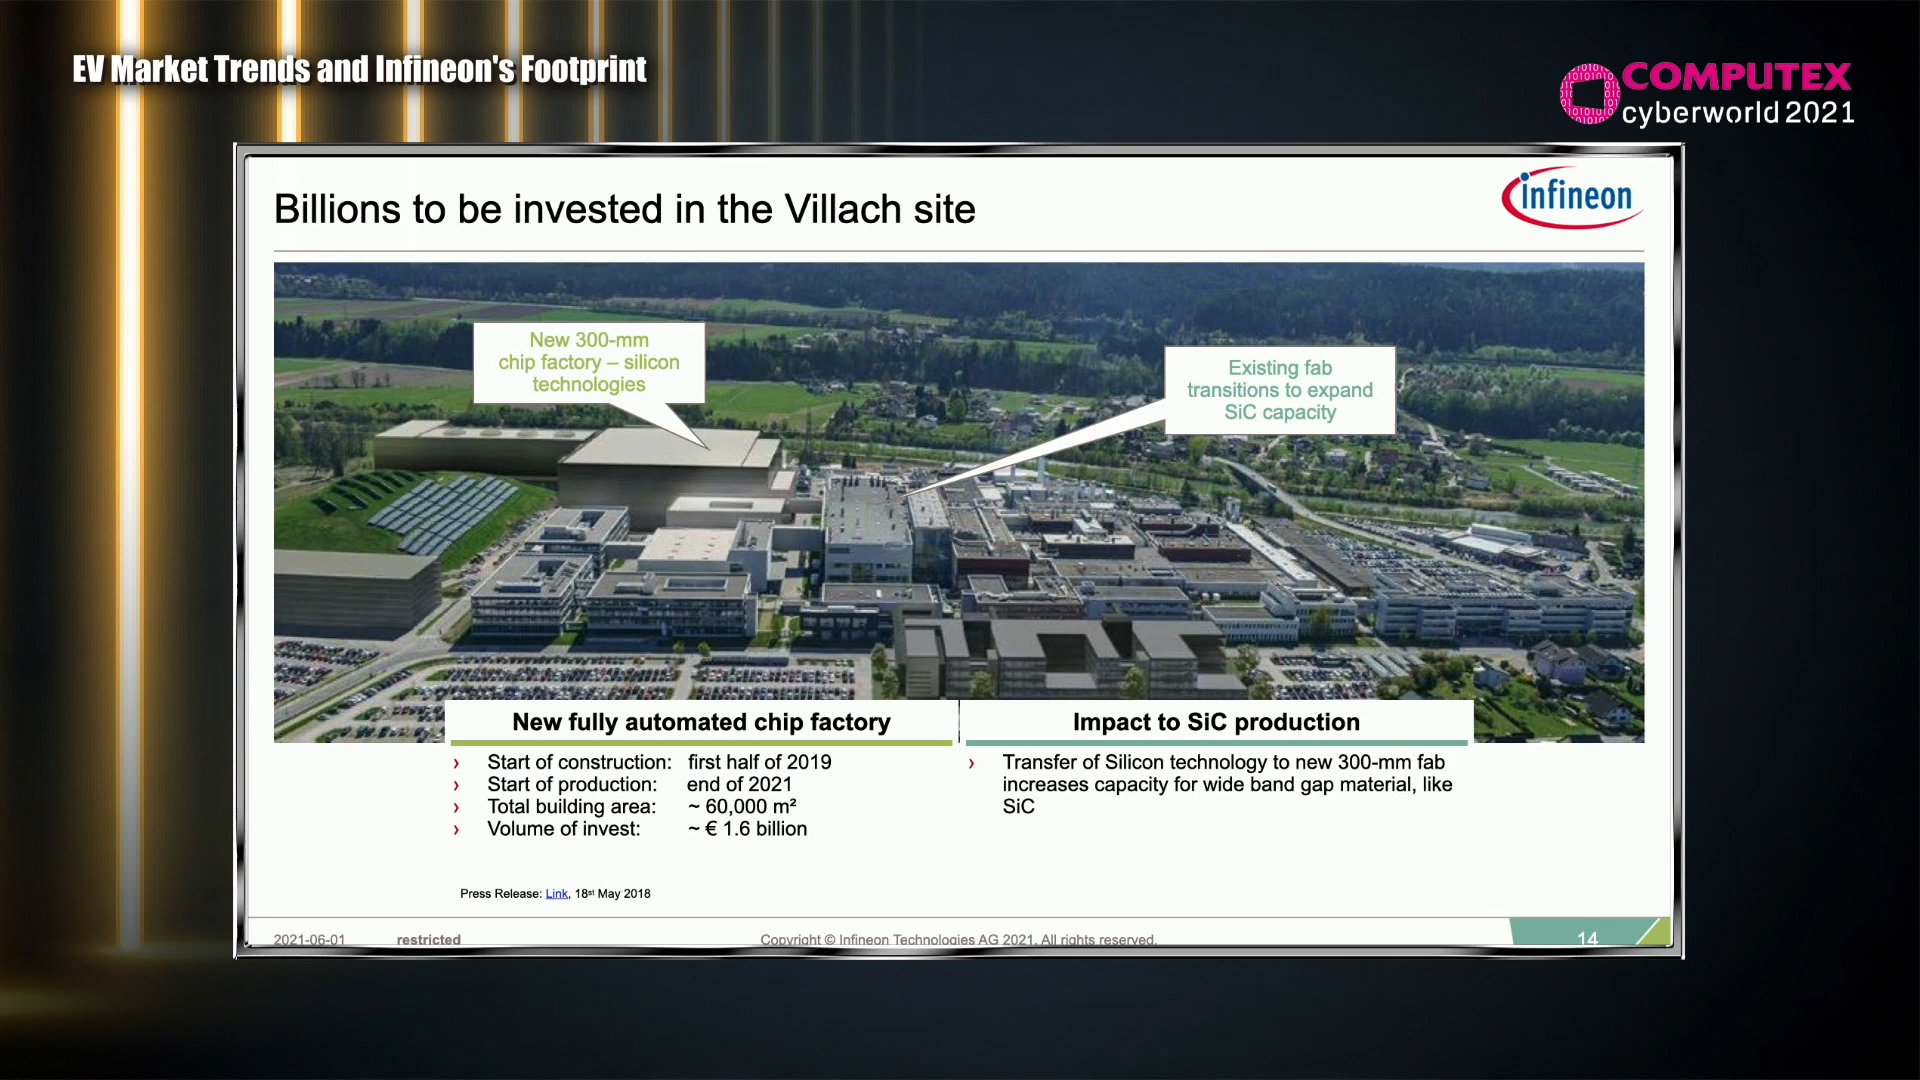 EV Market Trends and Infineon's Footprint
COMPUTEX
cyberworld 2021
Billions to be invested in the Villach site
infineon
New 300-mm
chip factory – silicon
technologies
Existing fab
transitions to expand
SiC capacity
New fully automated chip factory
› Start of construction: first half of 2019
› Start of production: end of 2021
› Total building area: ~ 60,000 m²
› Volume of invest: ~ € 1.6 billion
Impact to SiC production
› Transfer of Silicon technology to new 300-mm fab
increases capacity for wide band gap material, like
SiC
Press Release: Link, 18st May 2018
2021-06-01 restricted Copyright © Infineon Technologies AG 2021. All rights reserved. 14